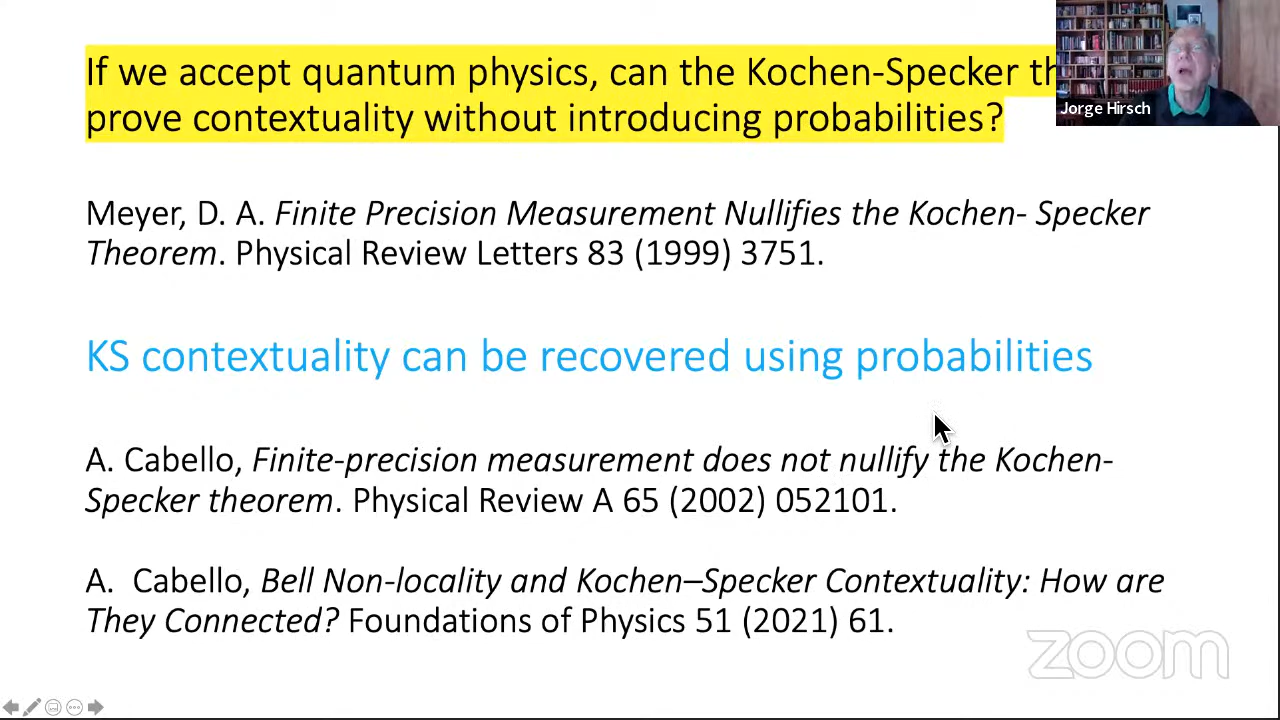 If we accept quantum physics, can the Kochen-Specker
prove contextuality without introducing probabilities?
Jorge Hirsch
Meyer, D. A. Finite Precision Measurement Nullifies the Kochen- Specker
Theorem. Physical Review Letters 83 (1999) 3751.
KS contextuality can be recovered using probabilities
A. Cabello, Finite-precision measurement does not nullify the Kochen-
Specker theorem. Physical Review A 65 (2002) 052101.
A. Cabello, Bell Non-locality and Kochen–Specker Contextuality: How are
They Connected? Foundations of Physics 51 (2021) 61.
zoom